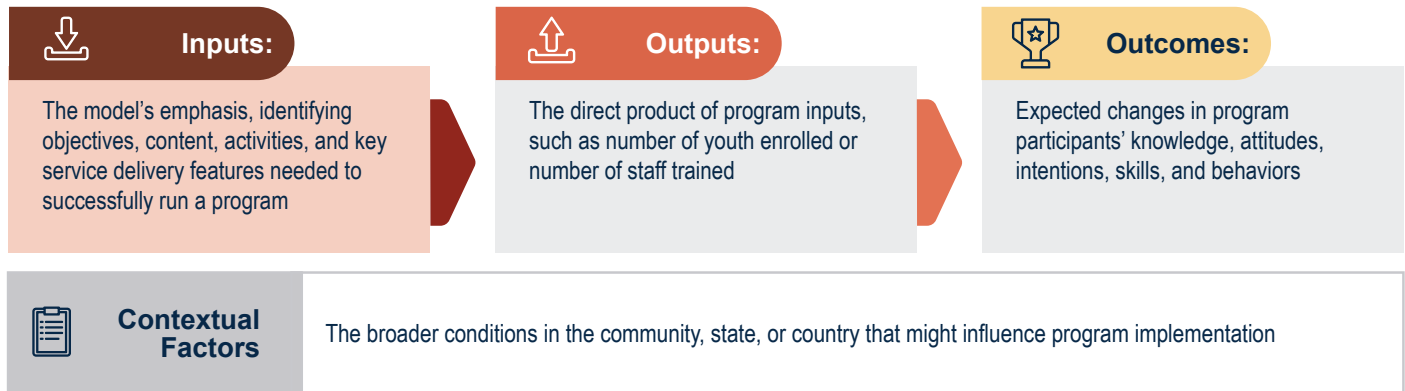 Inputs:
The model’s emphasis, identifying
objectives, content, activities, and key
service delivery features needed to
successfully run a program
Outputs:
The direct product of program inputs,
such as number of youth enrolled or
number of staff trained
Outcomes:
Expected changes in program
participants’ knowledge, attitudes,
intentions, skills, and behaviors
Contextual
Factors
The broader conditions in the community, state, or country that might influence program implementation